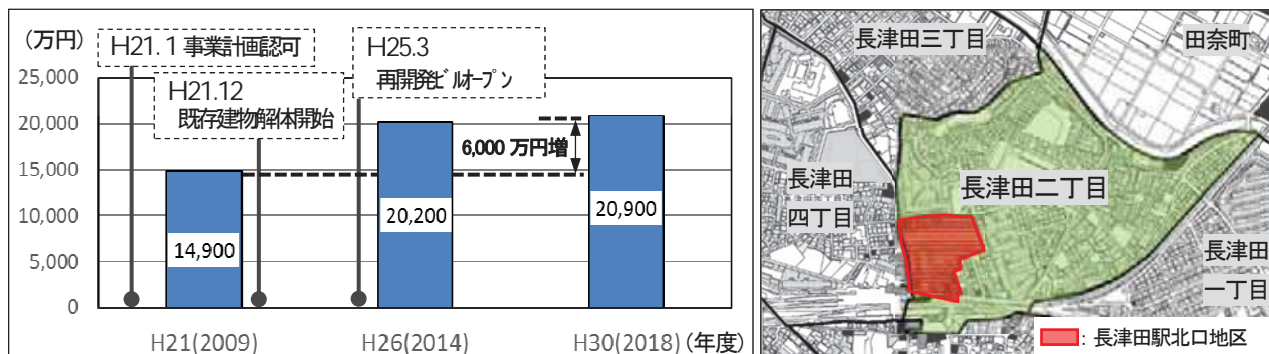 (万円)
H21.1 事業計画認可
H21.12
既存建物解体開始
H25.3
再開発ビルオープン
25,000
20,000
15,000
10,000
5,000
0
6,000 万円増
14,900
20,200
20,900
H21(2009)
H26(2014)
H30(2018)
(年度)
長津田三丁目
田奈町
長津田
四丁目
長津田二丁目
長津田
一丁目
: 長津田駅北口地区